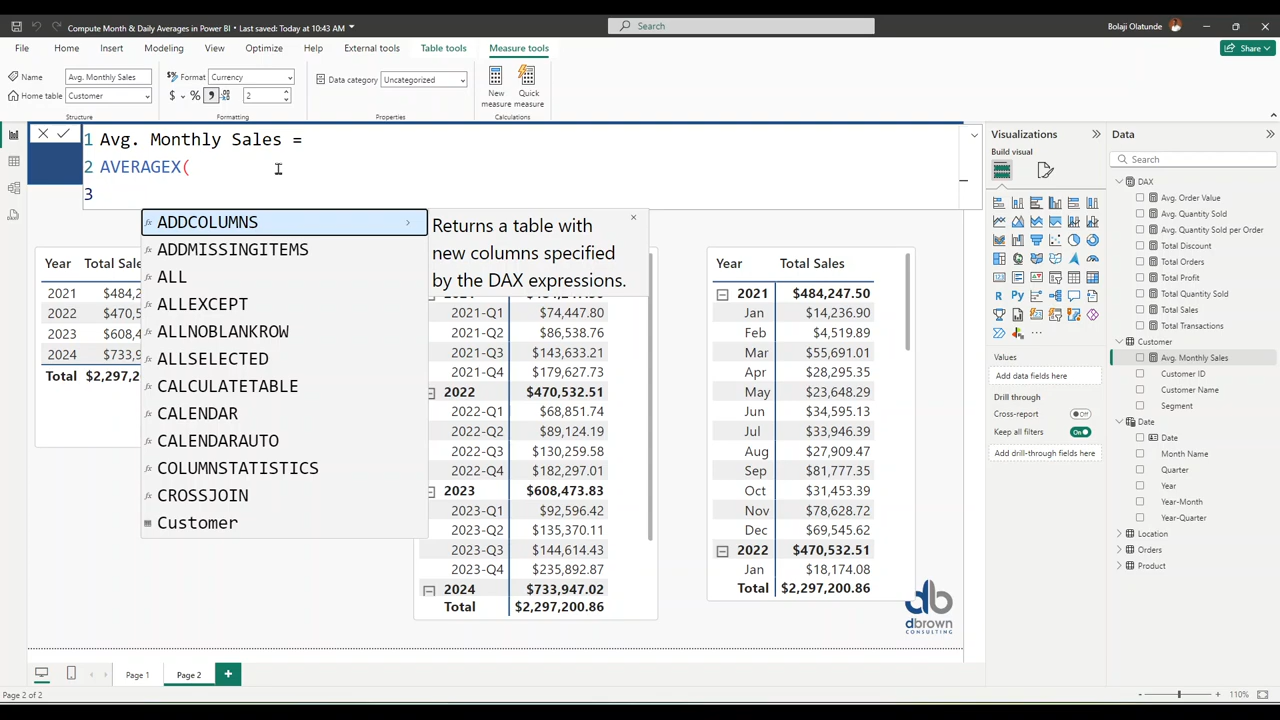 Compute Month & Daily Averages in Power BI • Last saved: Today at 10:43 AM
Search
Bolaji Olatunde
File Home Insert Modeling View Optimize Help External tools Table tools Measure tools
Share
Name Avg. Monthly Sales
Home table Customer
Structure
Format Currency
$ % 2
Formatting
Data category Uncategorized
Properties
New measure
Quick measure
Calculations
1 Avg. Monthly Sales =
2 AVERAGEX(
3
ADDCOLUMNS
ADDMISSINGITEMS
ALL
ALLEXCEPT
ALLNOBLANKROW
ALLSELECTED
CALCULATETABLE
CALENDAR
CALENDARAUTO
COLUMNSTATISTICS
CROSSJOIN
Customer
Returns a table with
new columns specified
by the DAX expressions.
Year Total Sale
2021 $484,2
2022 $470,5
2023 $608,4
2024 $733,9
Total $2,297,2
2021-Q1 $74,447.80
2021-Q2 $86,538.76
2021-Q3 $143,633.21
2021-Q4 $179,627.73
2022 $470,532.51
2022-Q1 $68,851.74
2022-Q2 $89,124.19
2022-Q3 $130,259.58
2022-Q4 $182,297.01
2023 $608,473.83
2023-Q1 $92,596.42
2023-Q2 $135,370.11
2023-Q3 $144,614.43
2023-Q4 $235,892.87
2024 $733,947.02
Total $2,297,200.86
Year Total Sales
2021 $484,247.50
Jan $14,236.90
Feb $4,519.89
Mar $55,691.01
Apr $28,295.35
May $23,648.29
Jun $34,595.13
Jul $33,946.39
Aug $27,909.47
Sep $81,777.35
Oct $31,453.39
Nov $78,628.72
Dec $69,545.62
2022 $470,532.51
Jan $18,174.08
Total $2,297,200.86
db
dbrown
CONSULTING
Visualizations
Build visual
Values
Add data fields here
Drill through
Cross-report Off
Keep all filters On
Add drill-through fields here
Data
Search
DAX
Avg. Order Value
Avg. Quantity Sold
Avg. Quantity Sold per Order
Total Discount
Total Orders
Total Profit
Total Quantity Sold
Total Sales
Total Transactions
Customer
Avg. Monthly Sales
Customer ID
Customer Name
Segment
Date
Date
Month Name
Quarter
Year
Year-Month
Year-Quarter
Location
Orders
Product
Page 1 Page 2
Page 2 of 2
110%